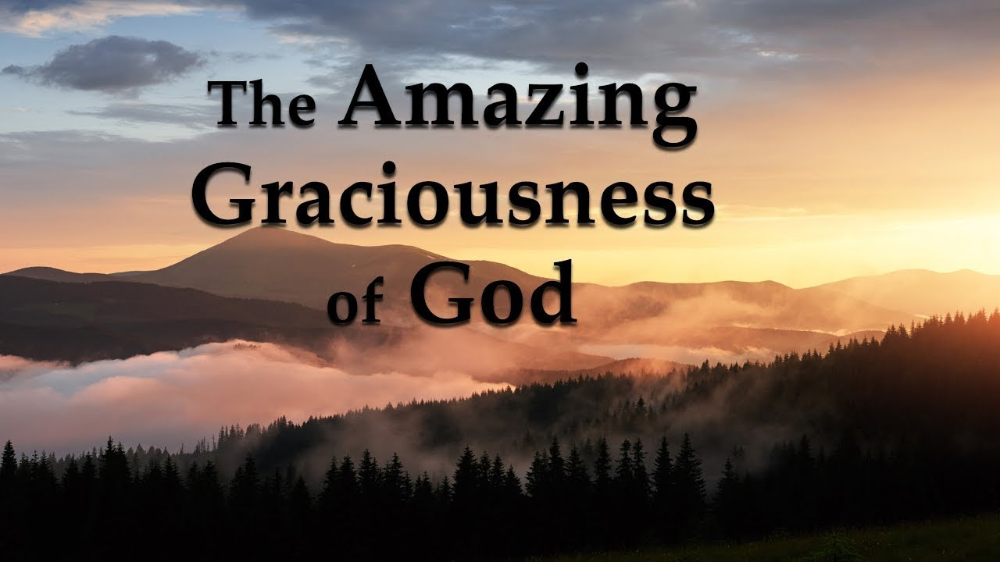 The Amazing
Graciousness
of God